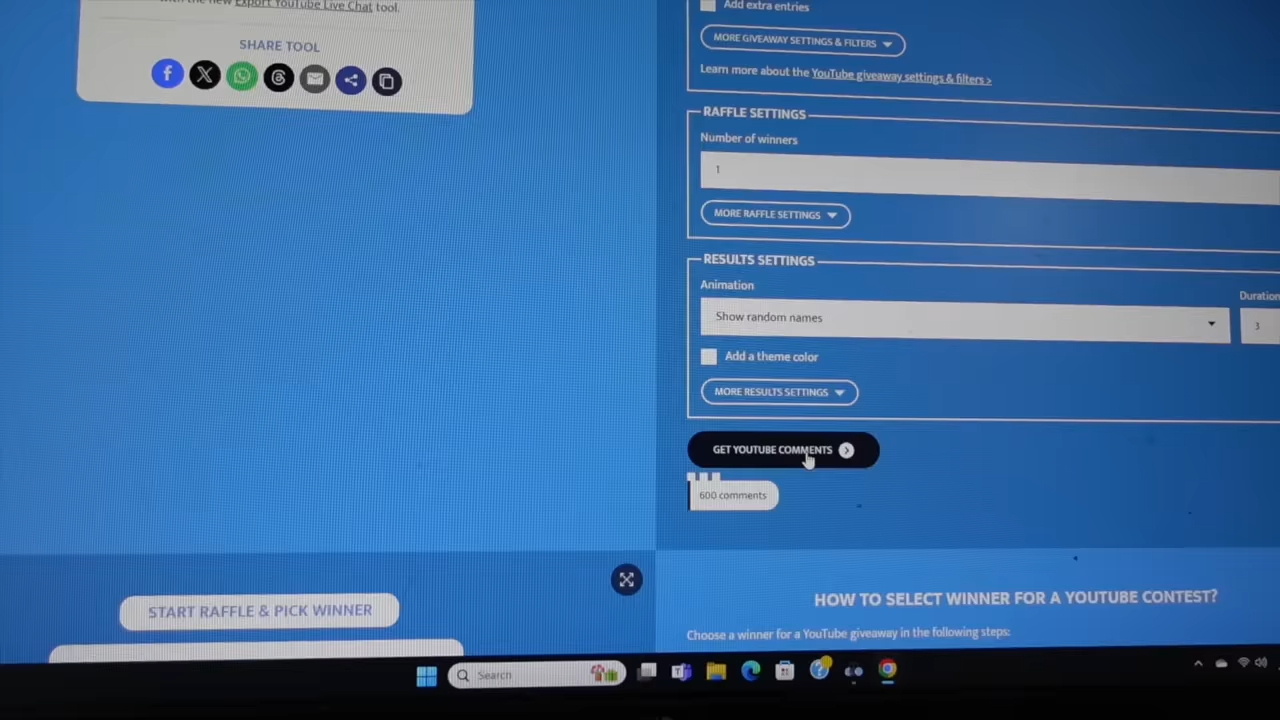 with the new Export YouTube Live Chat tool.
SHARE TOOL
START RAFFLE & PICK WINNER
Add extra entries
MORE GIVEAWAY SETTINGS & FILTERS
Learn more about the YouTube giveaway settings & filters >
RAFFLE SETTINGS
Number of winners
1
MORE RAFFLE SETTINGS
RESULTS SETTINGS
Animation
Duration
Show random names
3
Add a theme color
MORE RESULTS SETTINGS
GET YOUTUBE COMMENTS
600 comments
HOW TO SELECT WINNER FOR A YOUTUBE CONTEST?
Choose a winner for a YouTube giveaway in the following steps:
Search